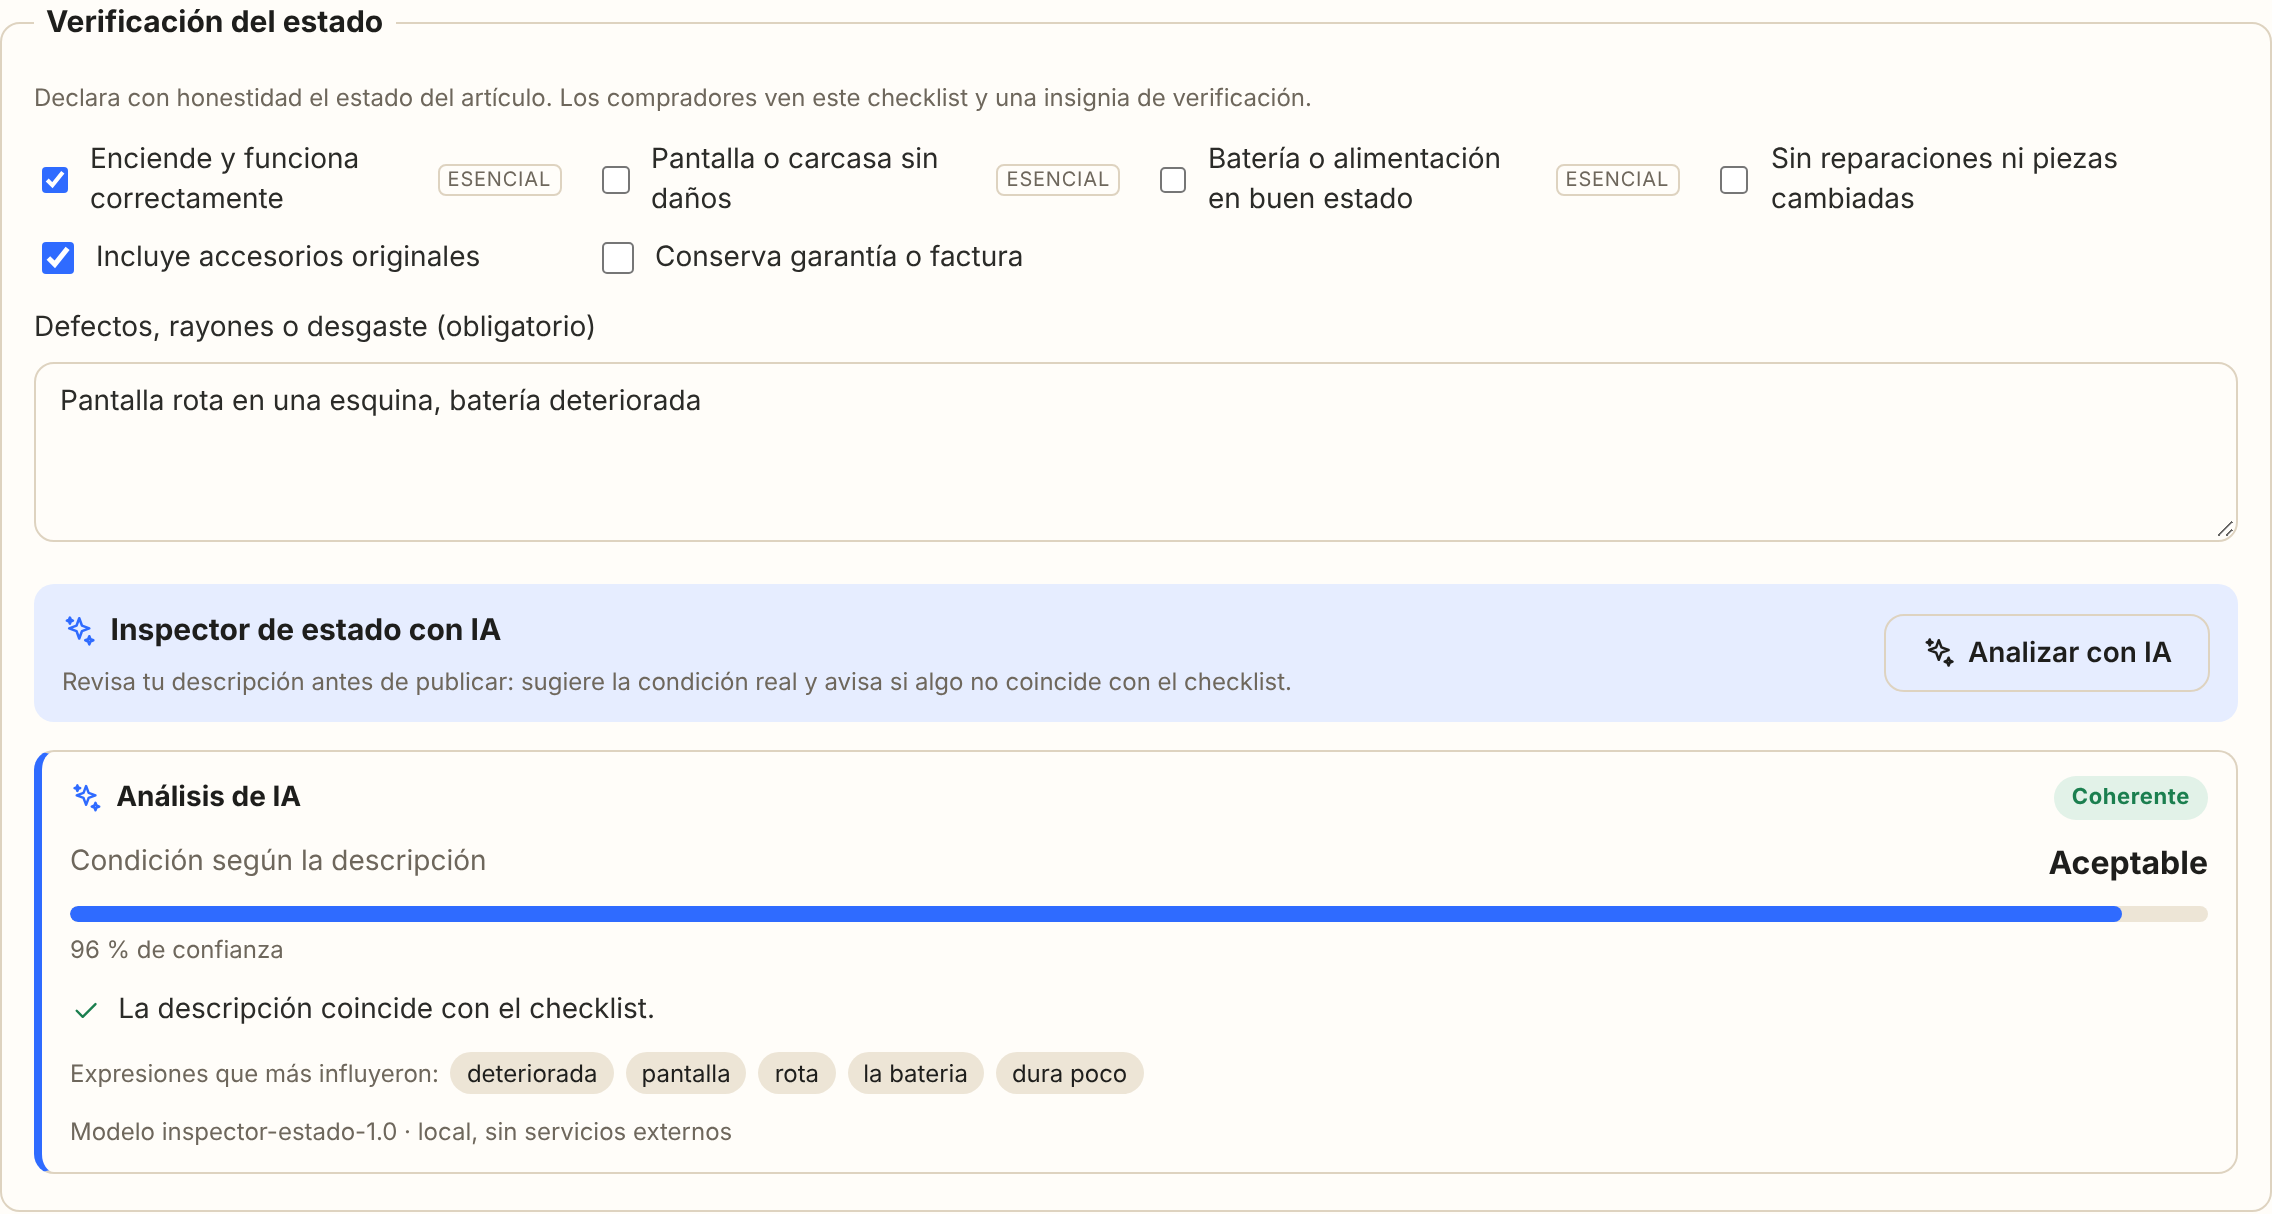 Verificación del estado
Declara con honestidad el estado del artículo. Los compradores ven este checklist y una insignia de verificación.
Enciende y funciona
correctamente
ESENCIAL
Pantalla o carcasa sin
daños
ESENCIAL
Batería o alimentación
en buen estado
ESENCIAL
Sin reparaciones ni piezas
cambiadas
Incluye accesorios originales
Conserva garantía o factura
Defectos, rayones o desgaste (obligatorio)
Pantalla rota en una esquina, batería deteriorada
Inspector de estado con IA
Revisa tu descripción antes de publicar: sugiere la condición real y avisa si algo no coincide con el checklist.
Analizar con IA
Análisis de IA
Coherente
Condición según la descripción
Aceptable
96 % de confianza
La descripción coincide con el checklist.
Expresiones que más influyeron: deteriorada pantalla rota la bateria dura poco
Modelo inspector-estado-1.0 · local, sin servicios externos